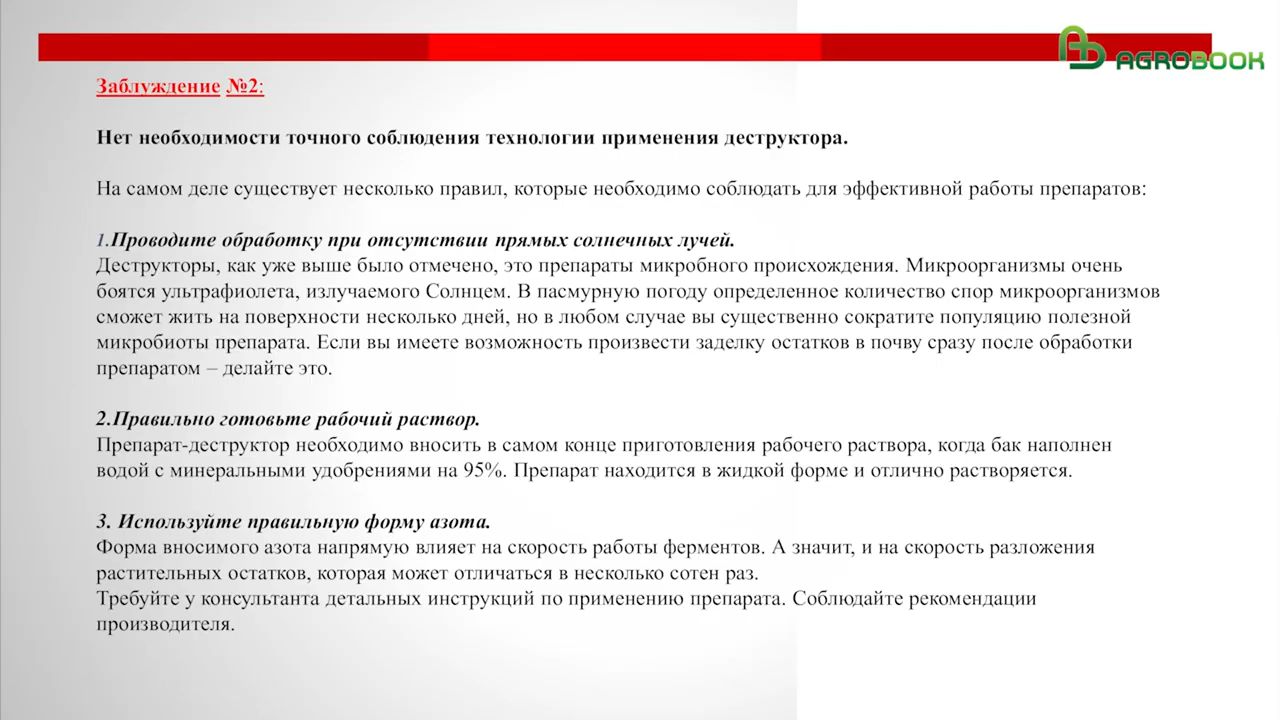 AGROBOOK
Заблуждение №2:
Нет необходимости точного соблюдения технологии применения деструктора.
На самом деле существует несколько правил, которые необходимо соблюдать для эффективной работы препаратов:
1.Проводите обработку при отсутствии прямых солнечных лучей.
Деструкторы, как уже выше было отмечено, это препараты микробного происхождения. Микроорганизмы очень
боятся ультрафиолета, излучаемого Солнцем. В пасмурную погоду определенное количество спор микроорганизмов
сможет жить на поверхности несколько дней, но в любом случае вы существенно сократите популяцию полезной
микробиоты препарата. Если вы имеете возможность произвести заделку остатков в почву сразу после обработки
препаратом – делайте это.
2.Правильно готовьте рабочий раствор.
Препарат-деструктор необходимо вносить в самом конце приготовления рабочего раствора, когда бак наполнен
водой с минеральными удобрениями на 95%. Препарат находится в жидкой форме и отлично растворяется.
3. Используйте правильную форму азота.
Форма вносимого азота напрямую влияет на скорость работы ферментов. А значит, и на скорость разложения
растительных остатков, которая может отличаться в несколько сотен раз.
Требуйте у консультанта детальных инструкций по применению препарата. Соблюдайте рекомендации
производителя.